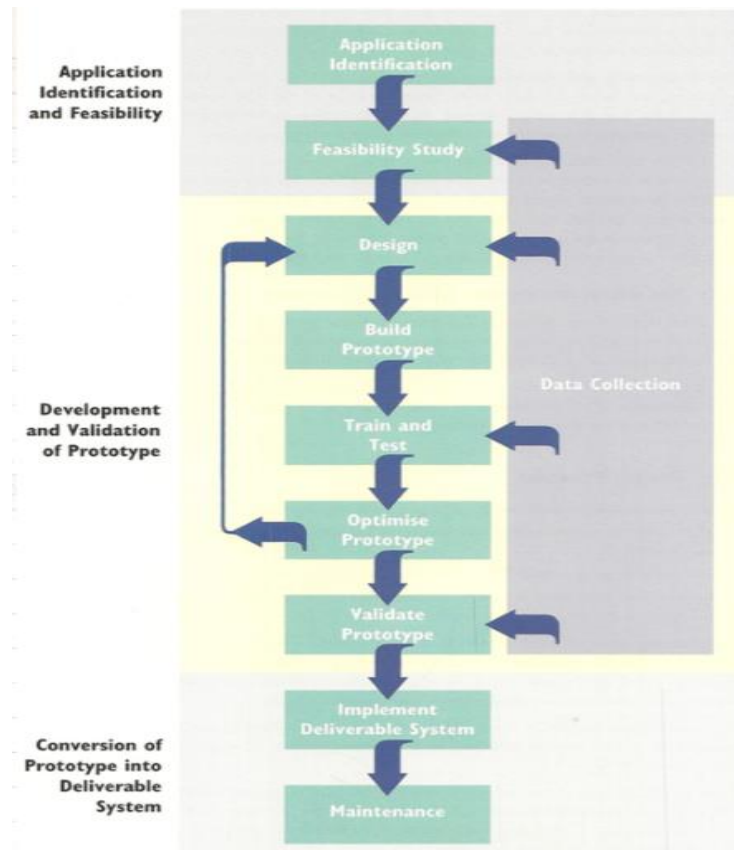 Application
Identification
and Feasibility
Application
Identification
Feasibility Study
Development
and Validation
of Prototype
Design
Build
Prototype
Train and
Test
Optimise
Prototype
Validate
Prototype
Data Collection
Conversion of
Prototype into
Deliverable
System
Implement
Deliverable System
Maintenance